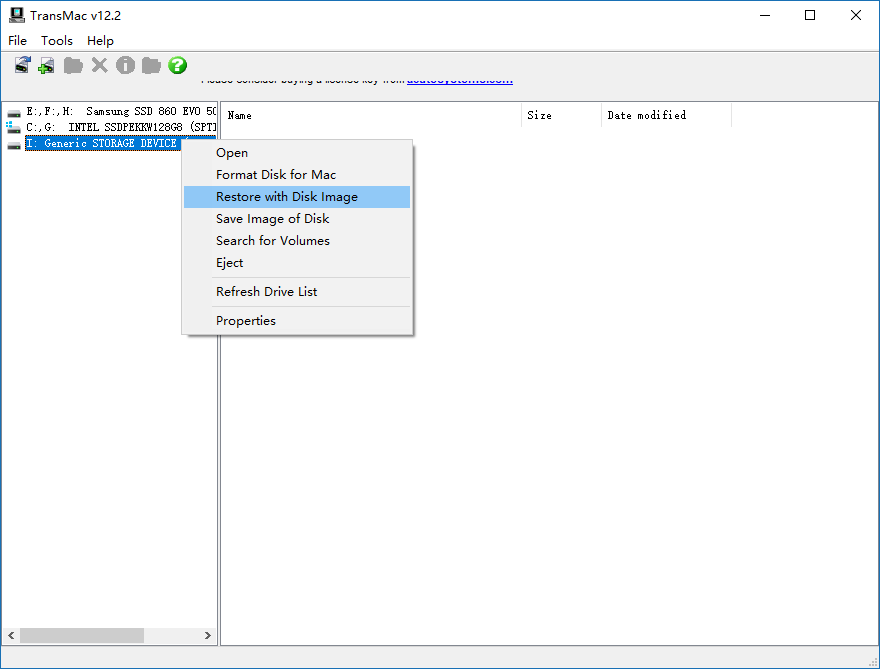 TransMac v12.2
File Tools Help
Please consider buying a license key from acutesystems.com.
E:,F:,H: Samsung SSD 860 EVO 50
C:,G: INTEL SSDPEKKW128G8 (SPT]
I: Generic STORAGE DEVICE
Name Size Date modified
Open
Format Disk for Mac
Restore with Disk Image
Save Image of Disk
Search for Volumes
Eject
Refresh Drive List
Properties